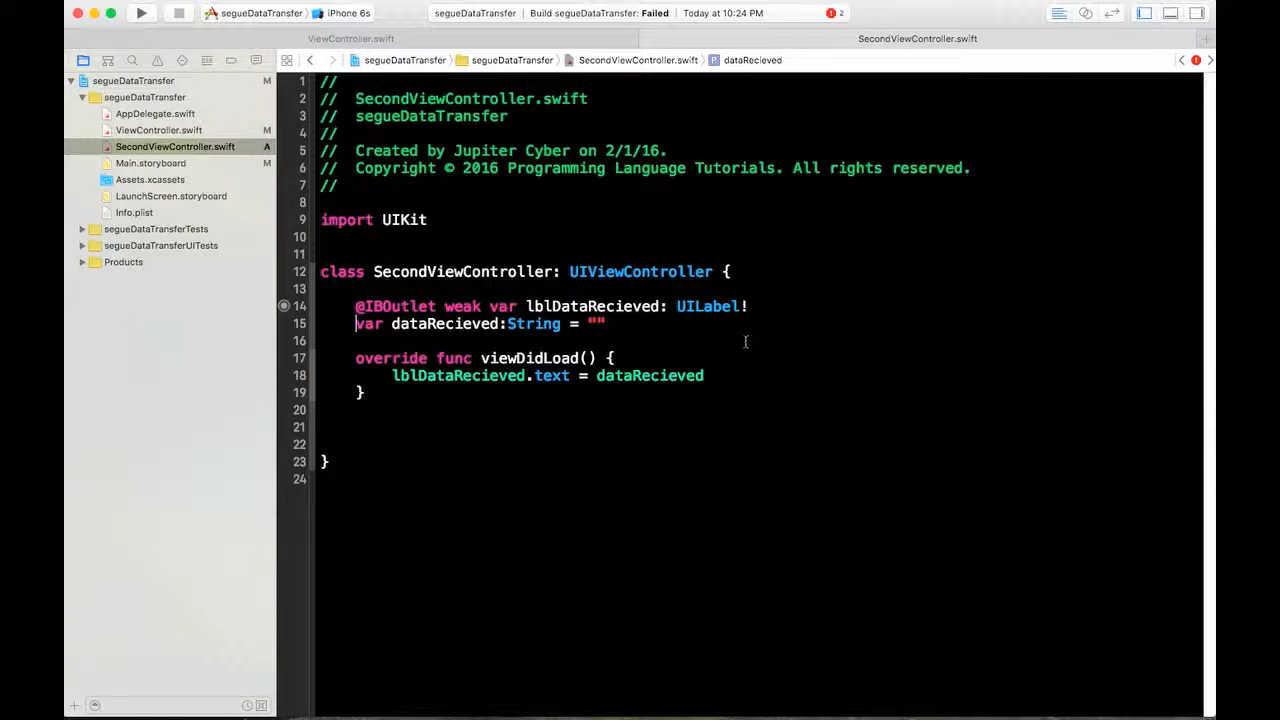 segueDataTransfer
iPhone 6s
segueDataTransfer | Build segueDataTransfer: Failed | Today at 10:24 PM
2
ViewController.swift
SecondViewController.swift
segueDataTransfer
segueDataTransfer
SecondViewController.swift
P dataRecieved
segueDataTransfer M
segueDataTransfer
AppDelegate.swift
ViewController.swift M
SecondViewController.swift A
Main.storyboard M
Assets.xcassets
LaunchScreen.storyboard
Info.plist
segueDataTransferTests
segueDataTransferUITests
Products
1 //
2 // SecondViewController.swift
3 // segueDataTransfer
4 //
5 // Created by Jupiter Cyber on 2/1/16.
6 // Copyright © 2016 Programming Language Tutorials. All rights reserved.
7 //
8
9 import UIKit
10
11
12 class SecondViewController: UIViewController {
13
14 @IBOutlet weak var lblDataRecieved: UILabel!
15 var dataRecieved:String = ""
16
17 override func viewDidLoad() {
18 lblDataRecieved.text = dataRecieved
19 }
20
21
22
23 }
24